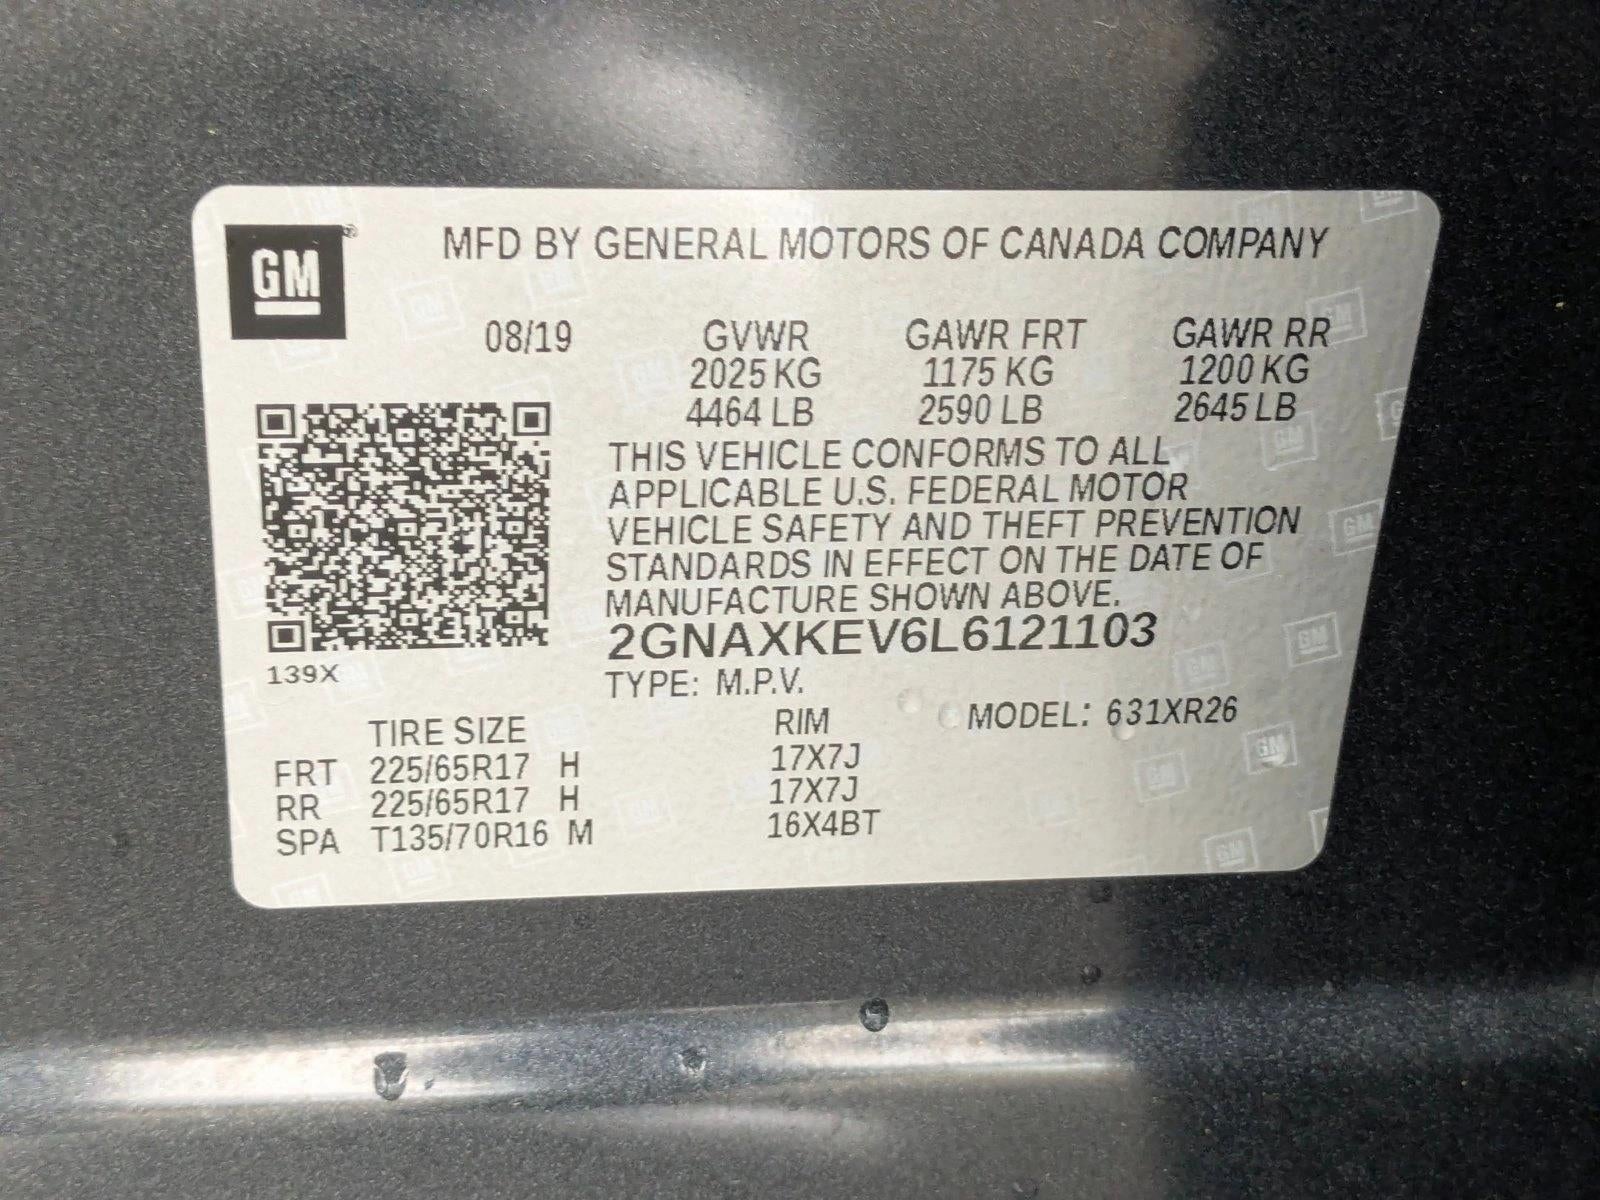 GM
MFD BY GENERAL MOTORS OF CANADA COMPANY
08/19 GVWR GAWR FRT GAWR RR
2025 KG 1175 KG 1200 KG
4464 LB 2590 LB 2645 LB
THIS VEHICLE CONFORMS TO ALL
APPLICABLE U.S. FEDERAL MOTOR
VEHICLE SAFETY AND THEFT PREVENTION
STANDARDS IN EFFECT ON THE DATE OF
MANUFACTURE SHOWN ABOVE.
2GNAXKEV6L6121103
139X
TYPE: M.P.V.
MODEL: 631XR26
TIRE SIZE RIM
FRT 225/65R17 H 17X7J
RR 225/65R17 H 17X7J
SPA T135/70R16 M 16X4BT